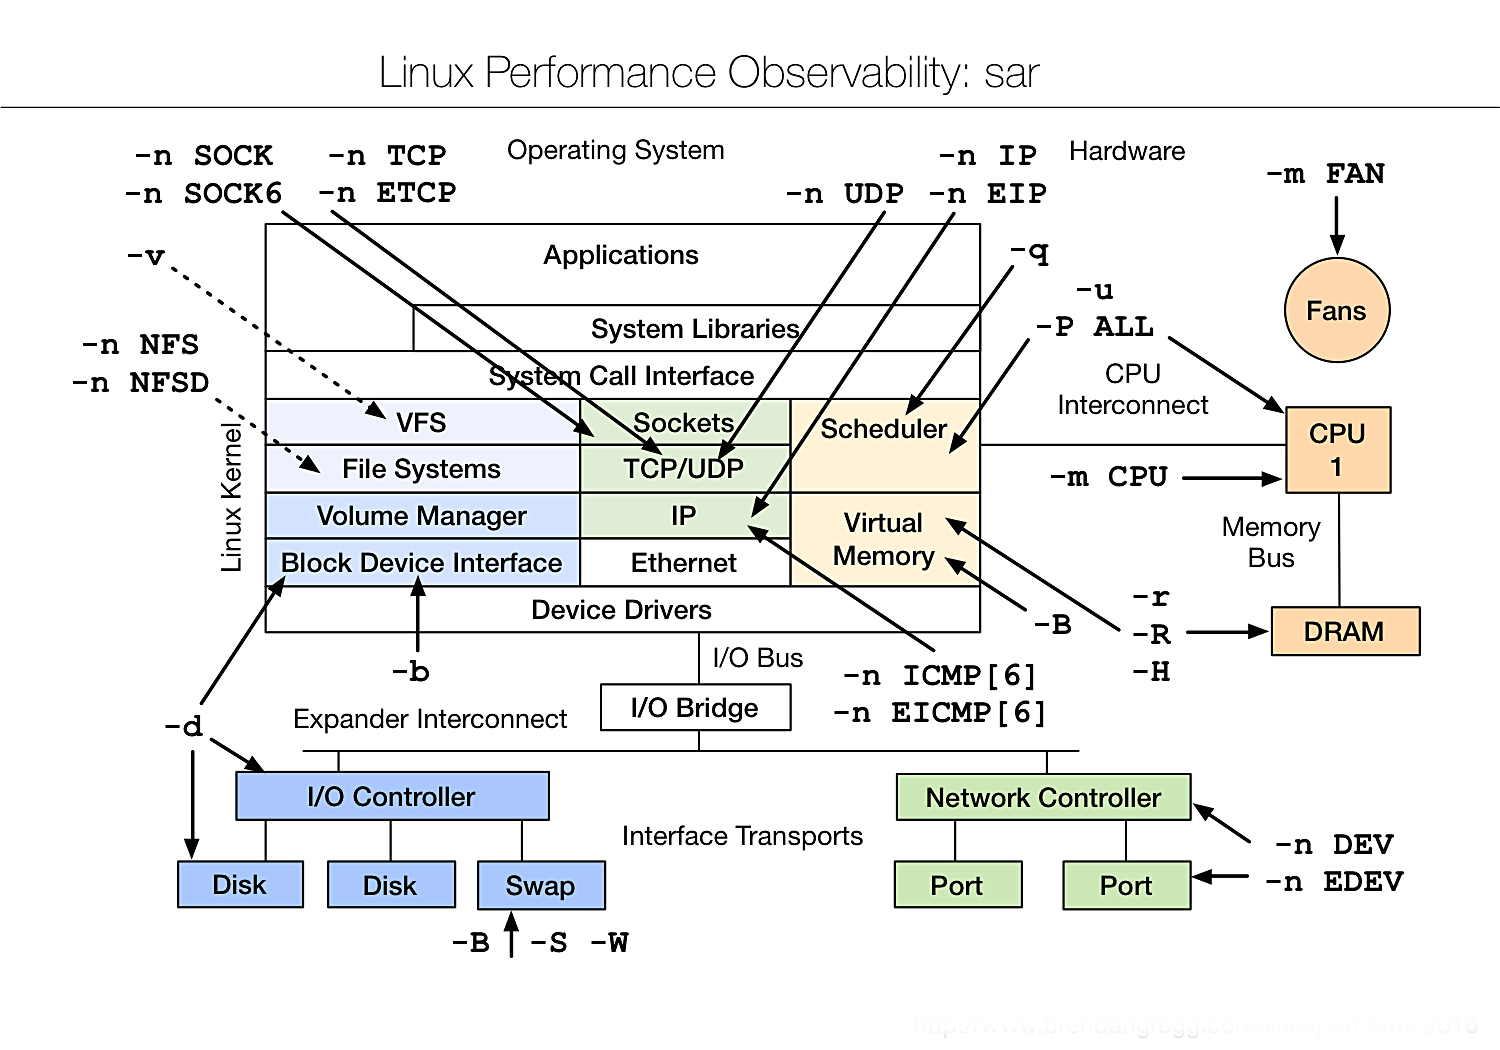 Linux Performance Observability: sar
-n SOCK
-n SOCK6
-n TCP
-n ETCP
Operating System
-n UDP
-n IP
-n EIP
Hardware
-m FAN
-v
Applications
-q
-u
-P ALL
Fans
System Libraries
-n NFS
-n NFSD
System Call Interface
CPU
Interconnect
Linux Kernel
VFS
Sockets
Scheduler
CPU
1
File Systems
TCP/UDP
-m CPU
Volume Manager
IP
Virtual
Memory
Memory
Bus
Block Device Interface
Ethernet
Device Drivers
-B
-r
-R
-H
DRAM
-b
I/O Bus
-n ICMP[6]
-n EICMP[6]
-d
Expander Interconnect
I/O Bridge
I/O Controller
Network Controller
Interface Transports
-n DEV
-n EDEV
Disk
Disk
Swap
Port
Port
-B
-S -W